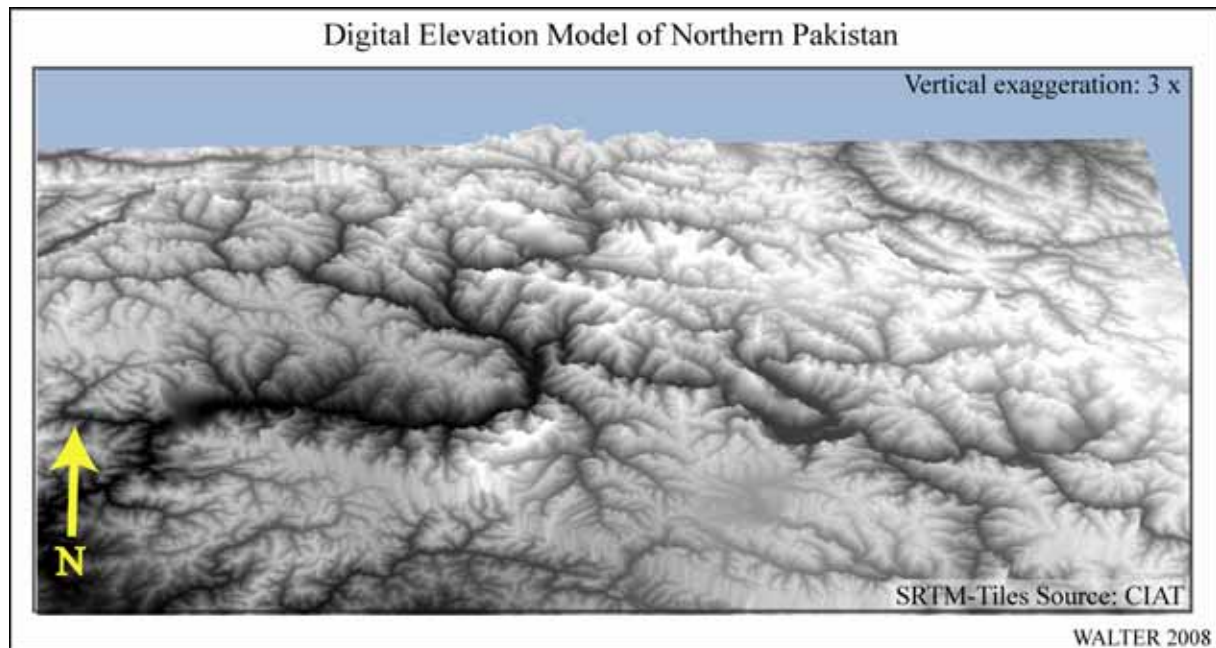 Digital Elevation Model of Northern Pakistan
Vertical exaggeration: 3 x
N
SRTM-Tiles Source: CIAT
WALTER 2008